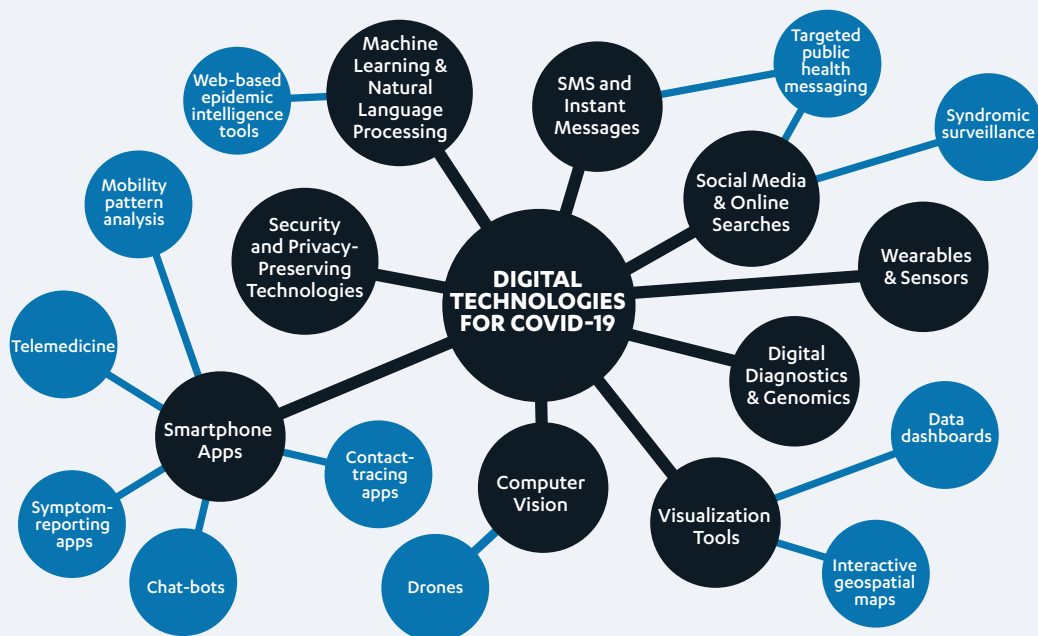 Machine
Learning &
Natural
Language
Processing
Web-based
epidemic
intelligence
tools
SMS and
Instant
Messages
Targeted
public
health
messaging
Syndromic
surveillance
Social Media
& Online
Searches
Mobility
pattern
analysis
Security
and Privacy-
Preserving
Technologies
DIGITAL
TECHNOLOGIES
FOR COVID-19
Wearables
& Sensors
Telemedicine
Digital
Diagnostics
& Genomics
Smartphone
Apps
Contact-
tracing
apps
Computer
Vision
Visualization
Tools
Data
dashboards
Symptom-
reporting
apps
Chat-bots
Drones
Interactive
geospatial
maps